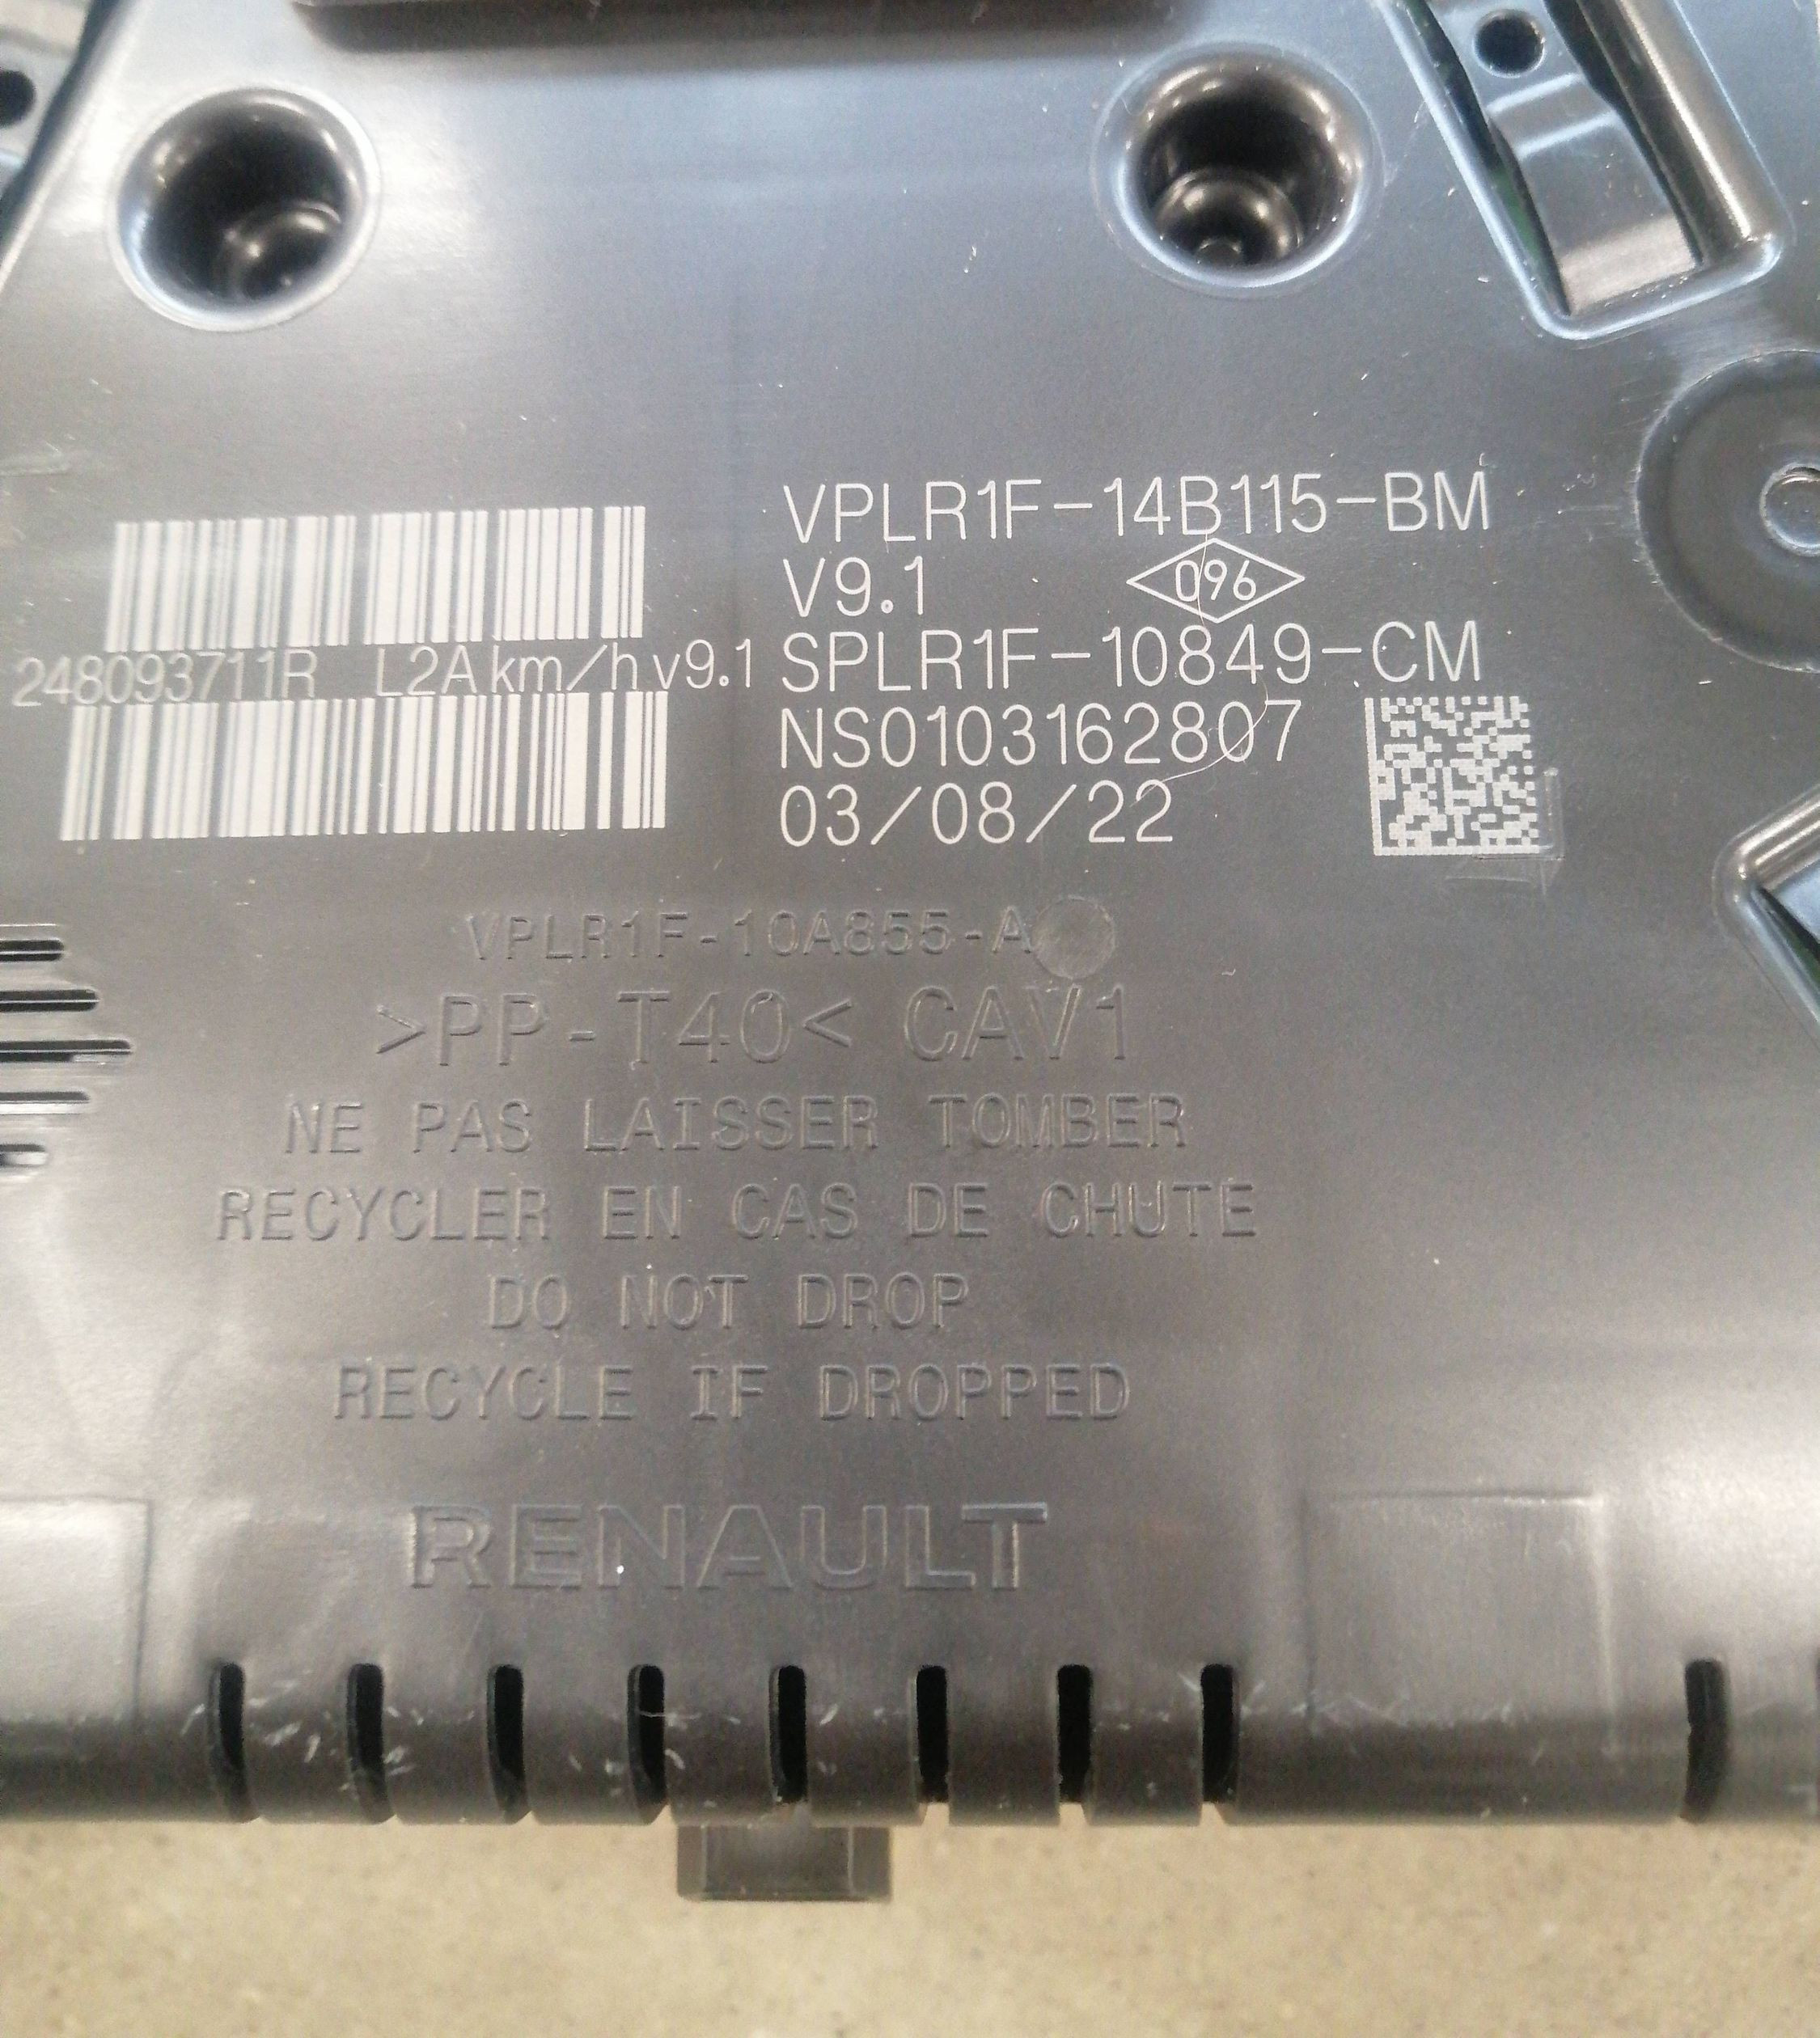 VPLR1F-14B115-BM
V9.1 096
248093711R L2A km/h v9.1
SPLR1F-10849-CM
NS0103162807
03/08/22
VPLR1F-10A855-A
>PP-T40< CAV1
NE PAS LAISSER TOMBER
RECYCLER EN CAS DE CHUTE
DO NOT DROP
RECYCLE IF DROPPED
RENAULT